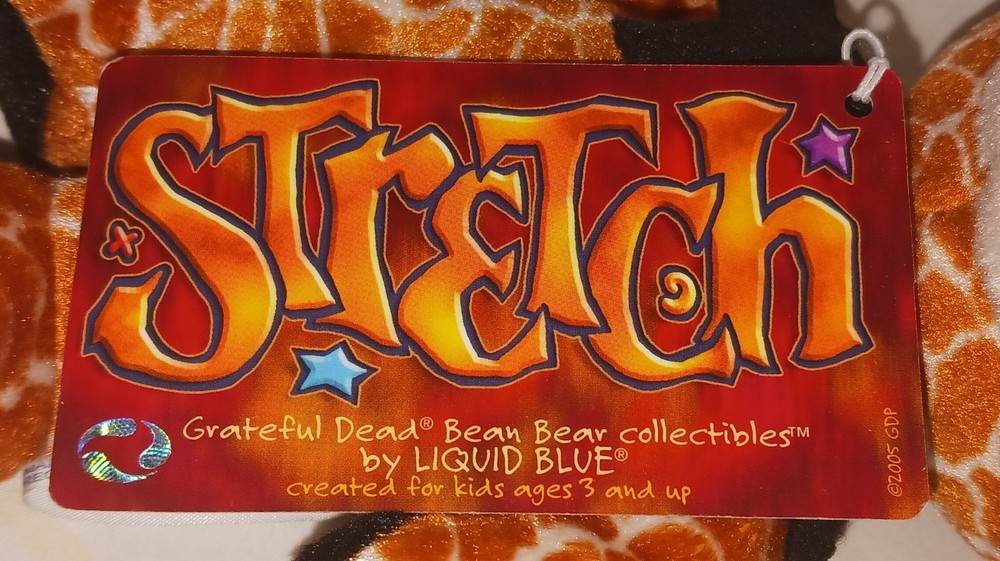 STretch
Grateful Dead® Bean Bear collectibles™
by LIQUID BLUE®
created for kids ages 3 and up
©2005 GDP